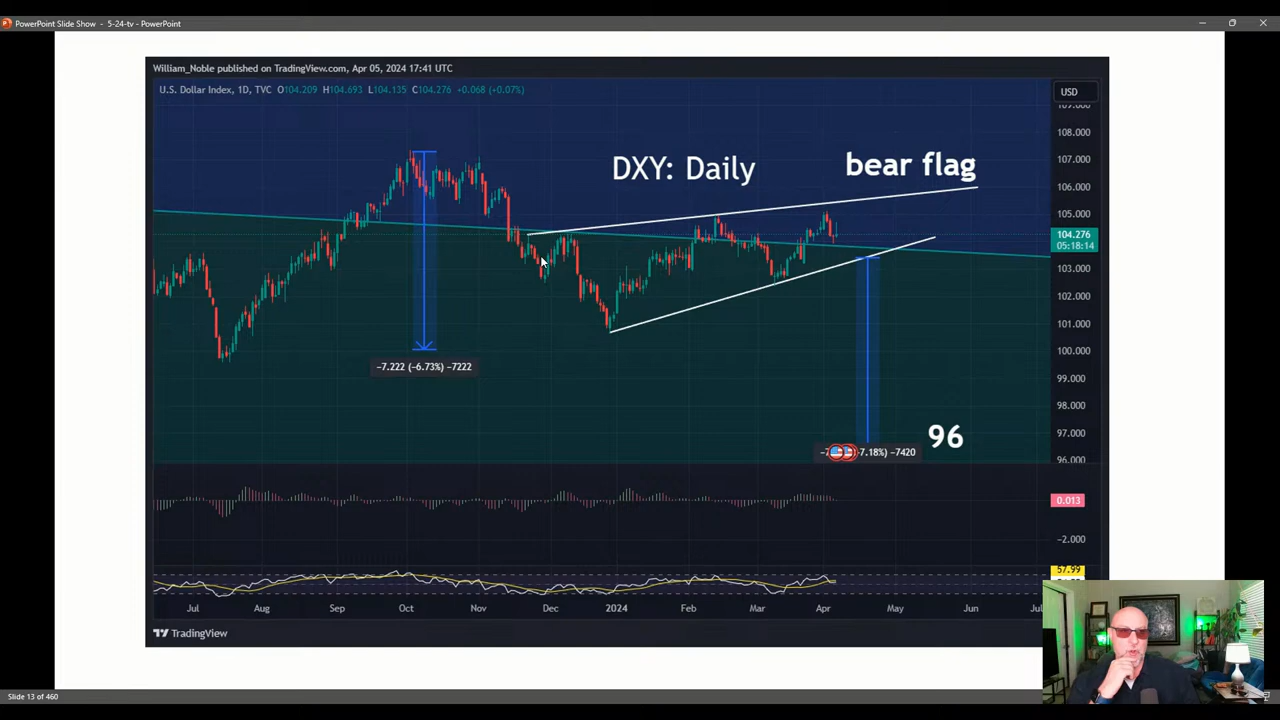 PowerPoint Slide Show - 5-24-tv - PowerPoint
William_Noble published on TradingView.com, Apr 05, 2024 17:41 UTC
U.S. Dollar Index, 1D, TVC O104.209 H104.693 L104.135 C104.276 +0.068 (+0.07%)
USD
109.000
108.000
107.000
106.000
105.000
104.276
05:18:14
103.000
102.000
101.000
100.000
99.000
98.000
97.000
96.000
DXY: Daily
bear flag
−7.222 (−6.73%) −7222
96
7.18%) −7420
0.013
−2.000
57.99
Jul Aug Sep Oct Nov Dec 2024 Feb Mar Apr May Jun
TradingView
Slide 13 of 460